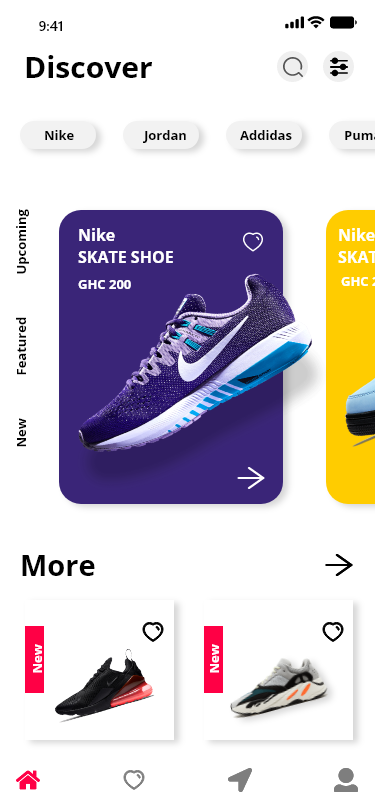 9:41
Discover
Nike
Jordan
Addidas
Puma
Upcoming
Featured
New
Nike
SKATE SHOE
GHC 200
Nike
SKAT
GHC 2
More
New
New